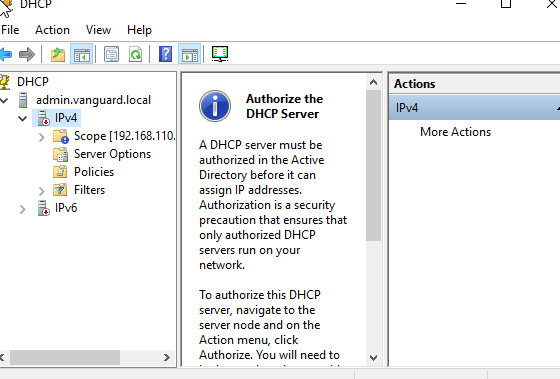 DHCP
File Action View Help
DHCP
admin.vanguard.local
IPv4
Scope [192.168.110.
Server Options
Policies
Filters
IPv6
Authorize the
DHCP Server
A DHCP server must be
authorized in the Active
Directory before it can
assign IP addresses.
Authorization is a security
precaution that ensures that
only authorized DHCP
servers run on your
network.
To authorize this DHCP
server, navigate to the
server node and on the
Action menu, click
Authorize. You will need to
Actions
IPv4
More Actions